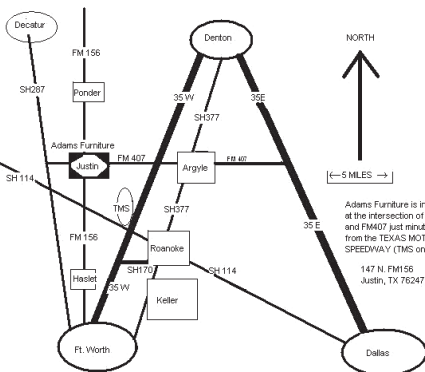 Decatur
FM 156
Denton
NORTH
SH287
Ponder
35 W
35E
SH377
Adams Furniture
Justin
FM 407
Argyle
FM 407
SH 114
5 MILES
TMS
SH377
Adams Furniture is in
at the intersection of
and FM407 just minut
from the TEXAS MOT
SPEEDWAY (TMS on
FM 156
Roanoke
35 E
SH170
SH 114
147 N. FM156
Justin, TX 76247
Haslet
35 W
Keller
Ft. Worth
Dallas